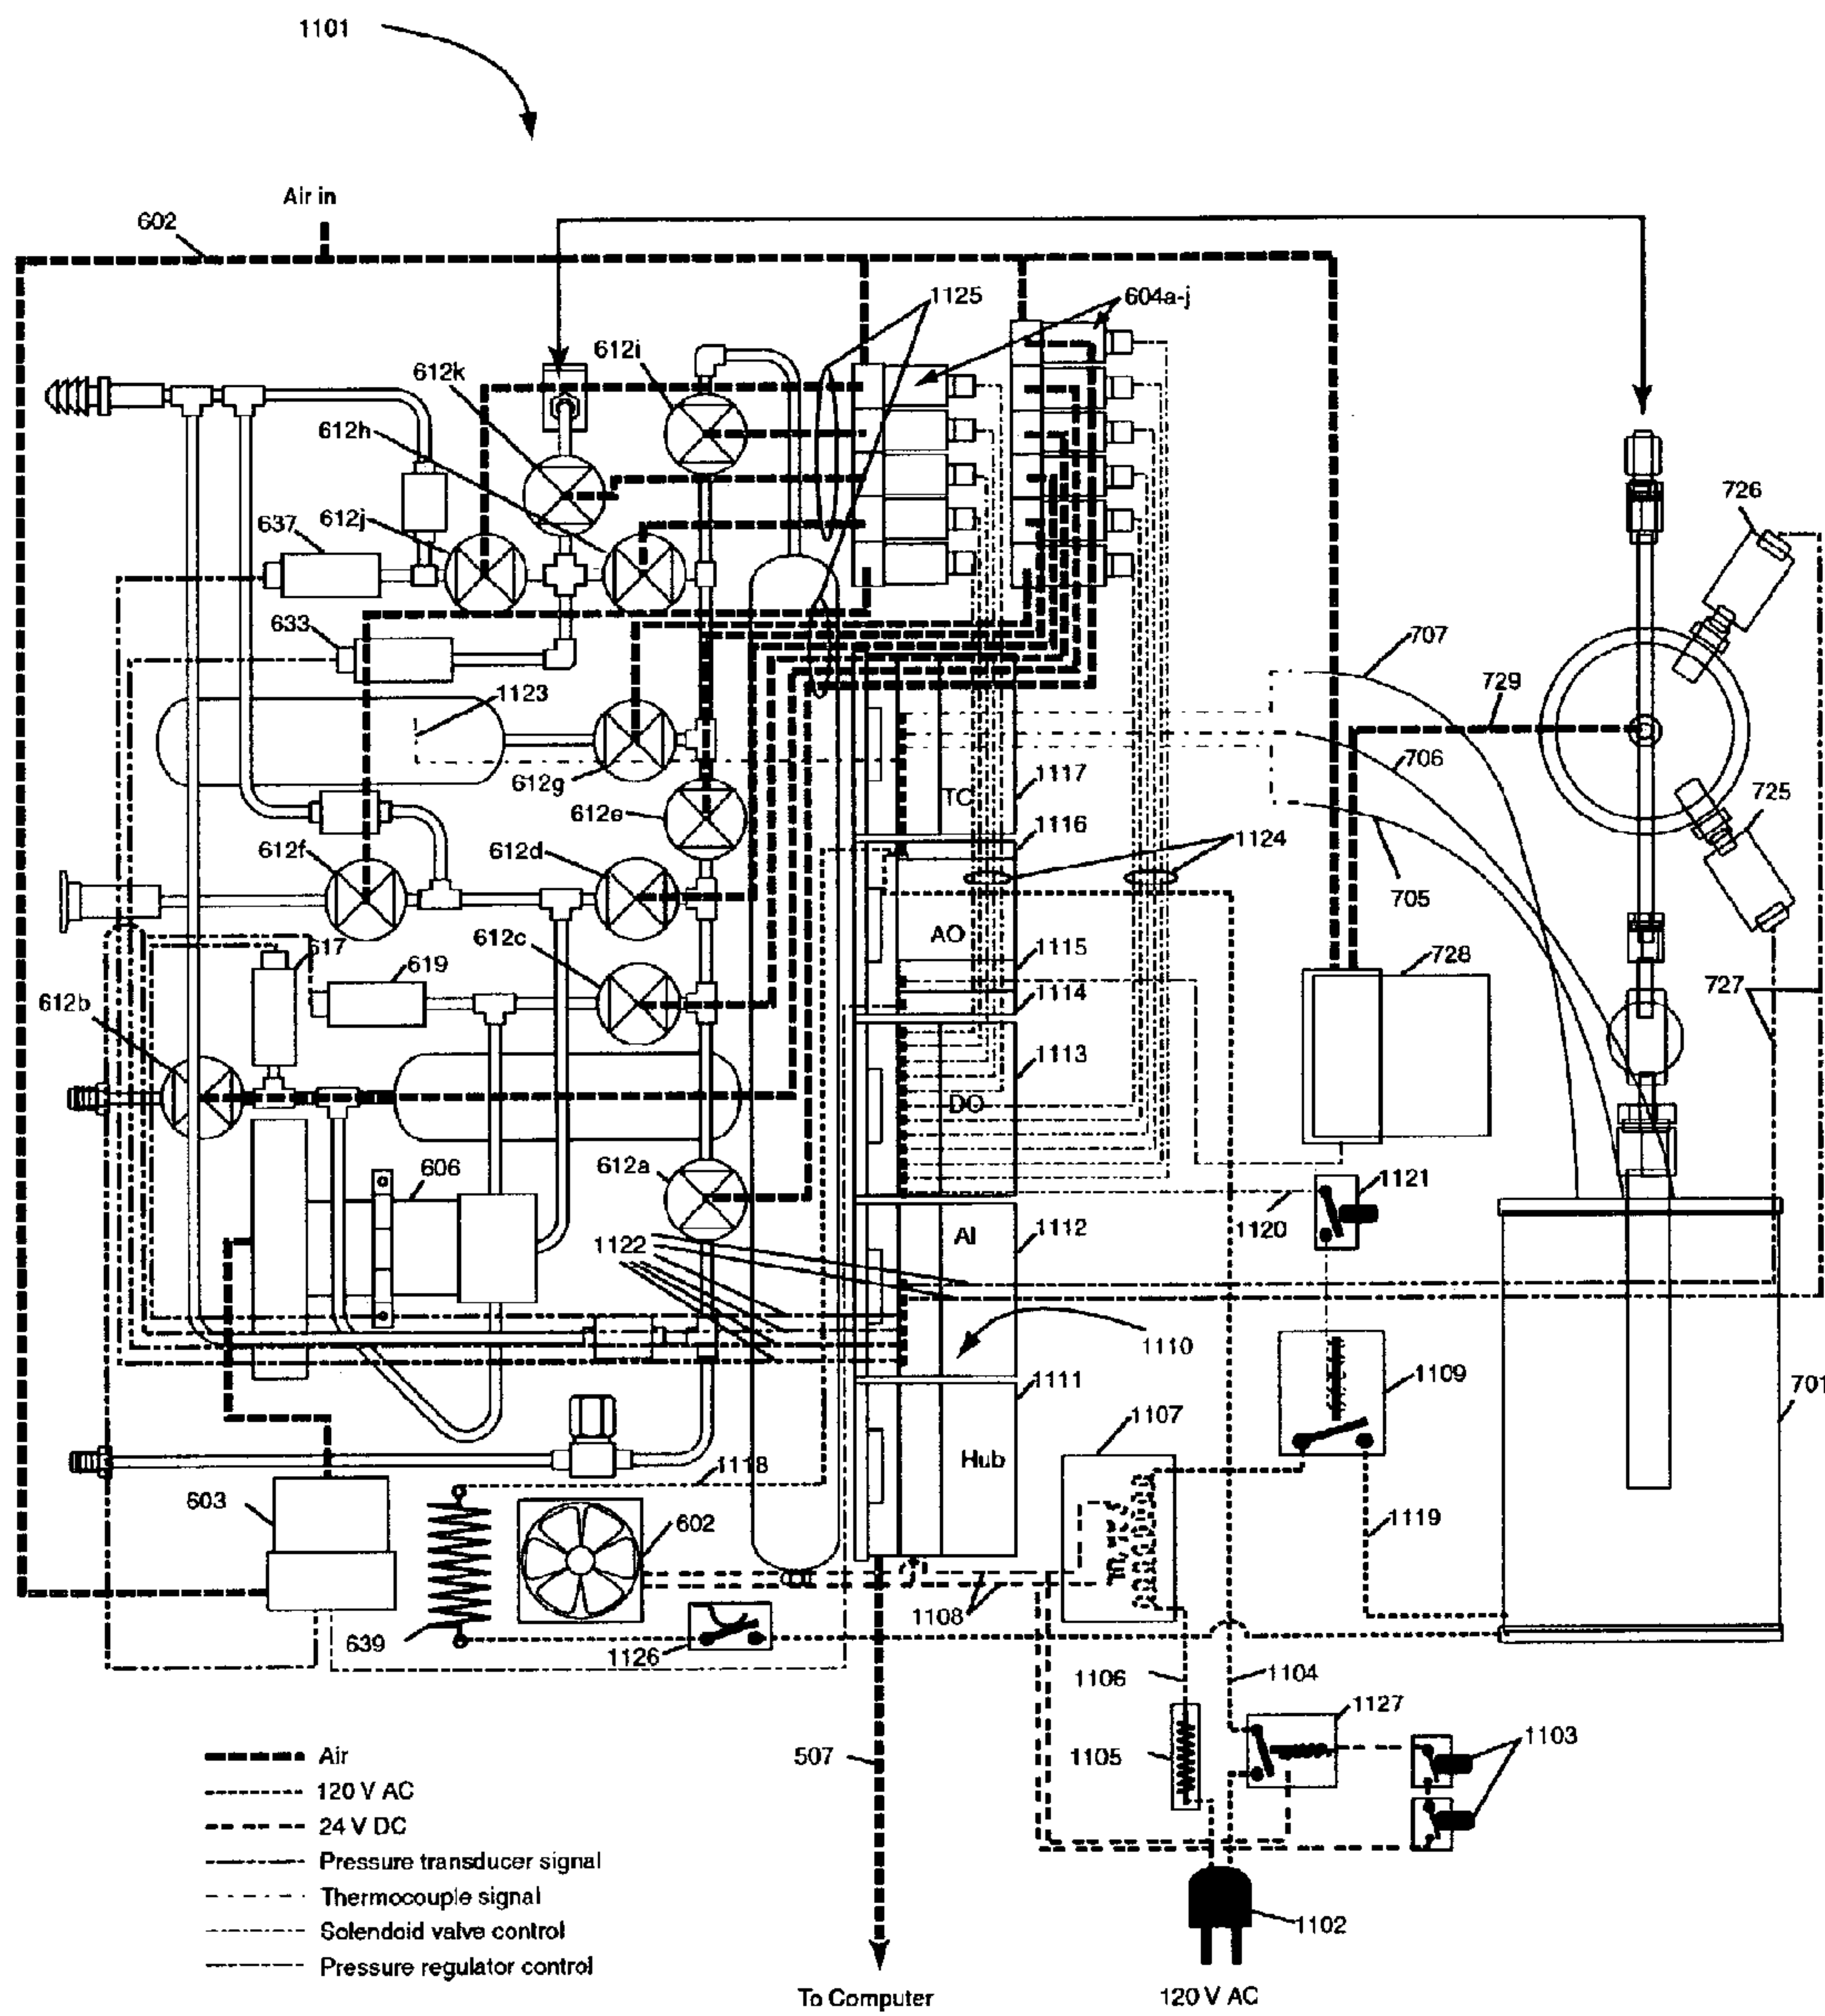 1101
Air in
602
1125
604a-j
612i
612k
612h
637
612j
726
633
707
1123
729
706
612g
1117
TC
612e
725
1116
1124
612f
612d
705
AO
617
612c
1115
728
619
1114
727
612b
1113
DO
606
612a
1121
1122
AI
1112
1120
1110
1109
701
1111
1107
Hub
1118
603
602
1119
1108
639
1126
1106
1104
1127
507
1105
1103
Air
120 V AC
24 V DC
Pressure transducer signal
Thermocouple signal
Solendoid valve control
Pressure regulator control
1102
To Computer
120 V AC